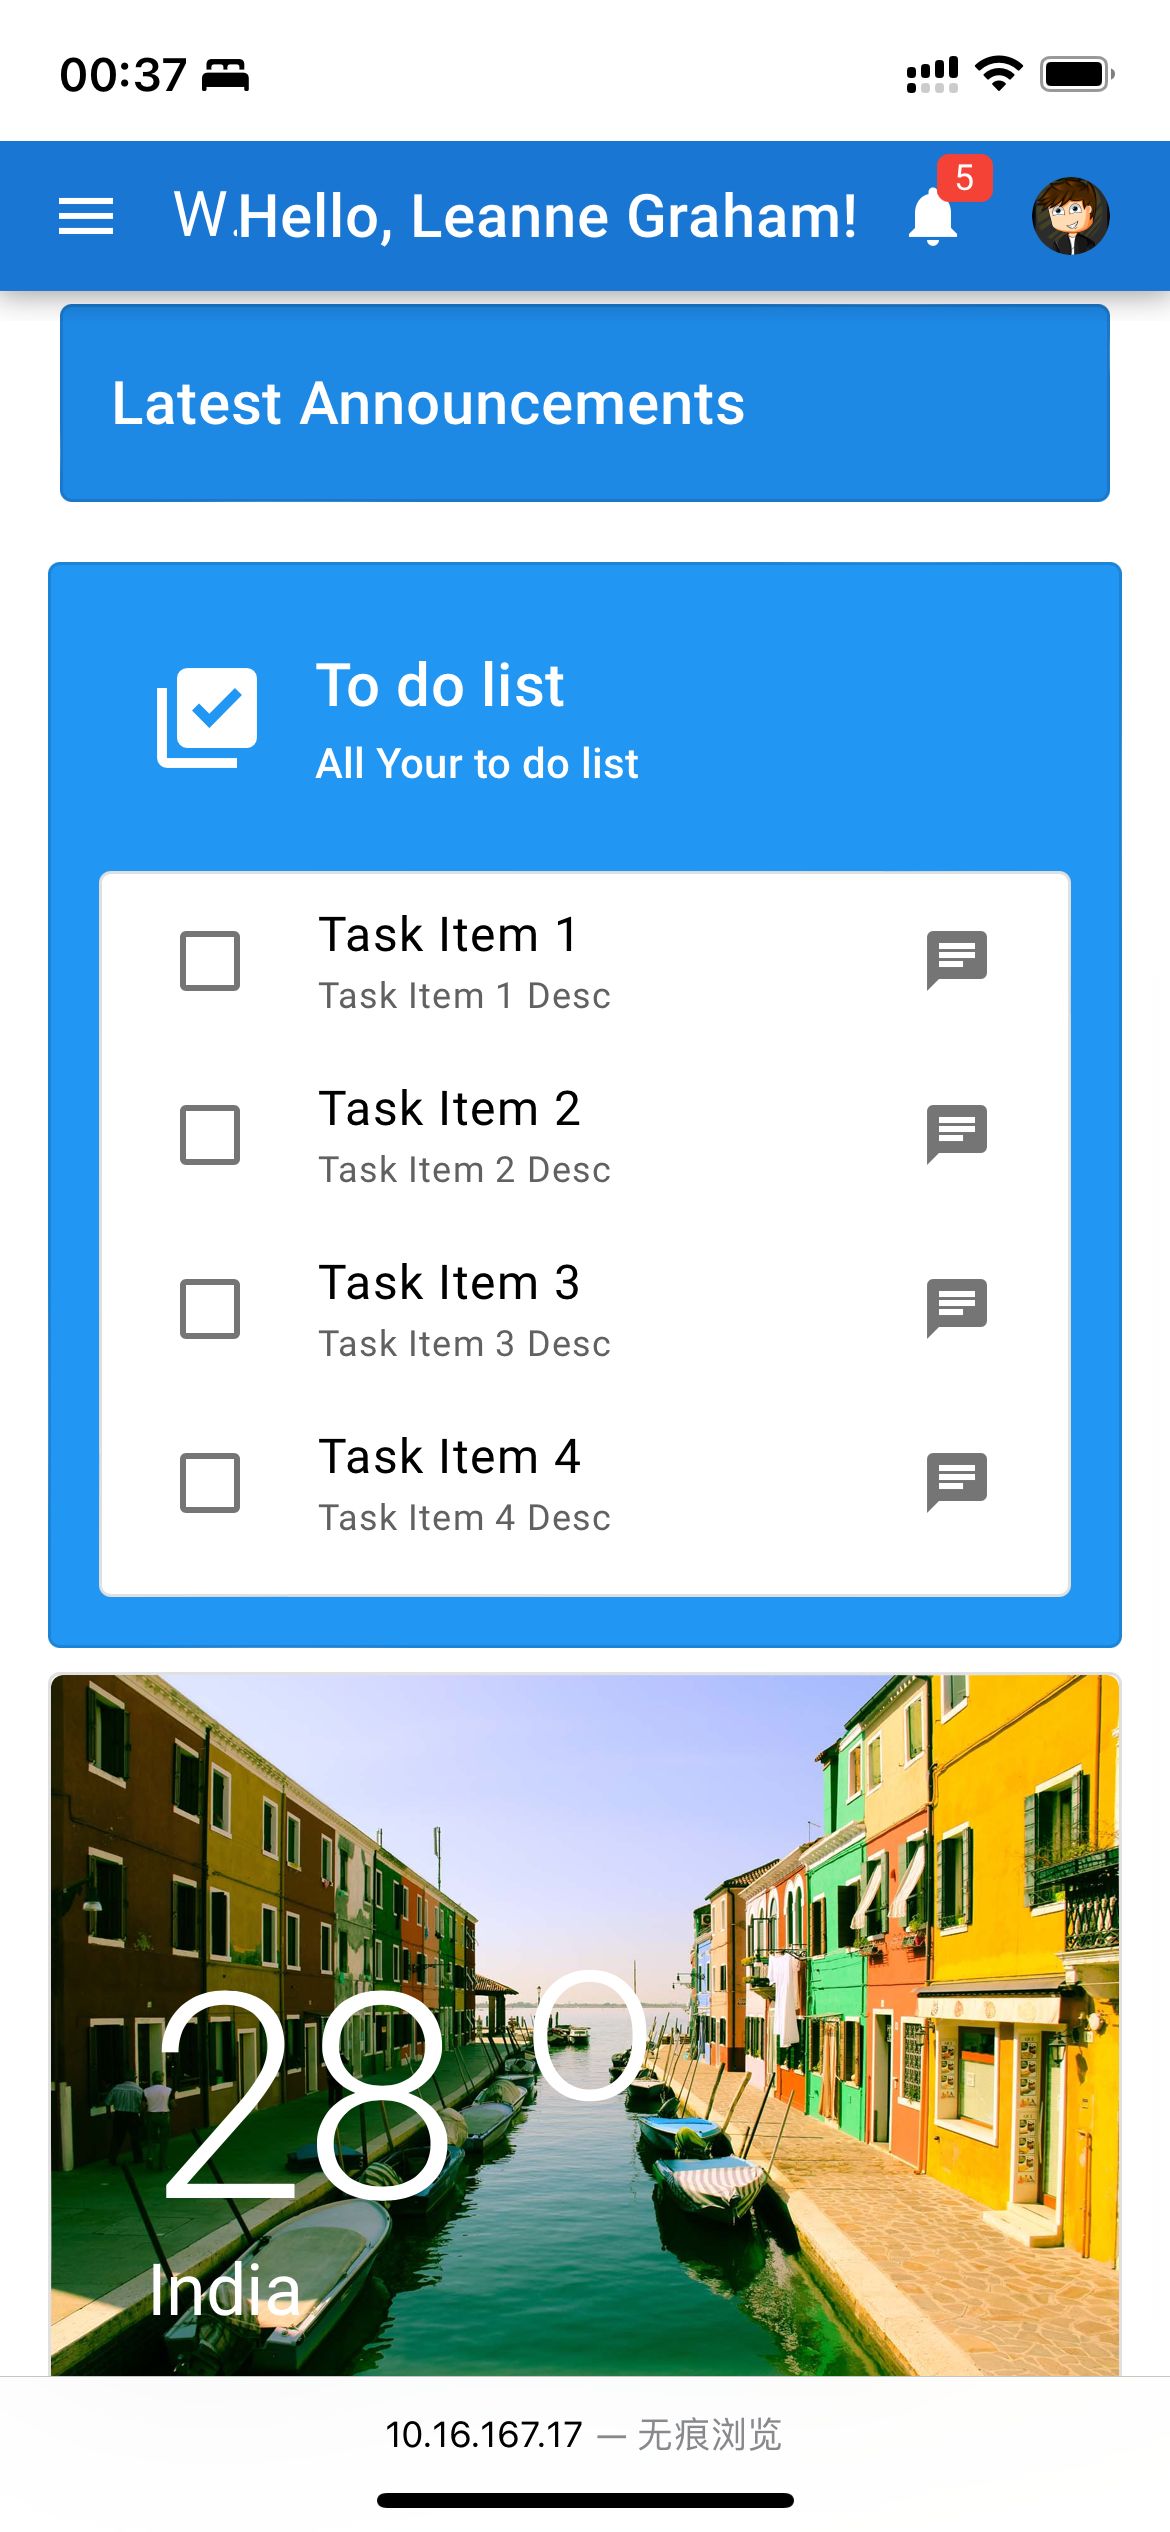 00:37
W. Hello, Leanne Graham!
5
Latest Announcements
To do list
All Your to do list
Task Item 1
Task Item 1 Desc
Task Item 2
Task Item 2 Desc
Task Item 3
Task Item 3 Desc
Task Item 4
Task Item 4 Desc
28°
India
10.16.167.17 — 无痕浏览